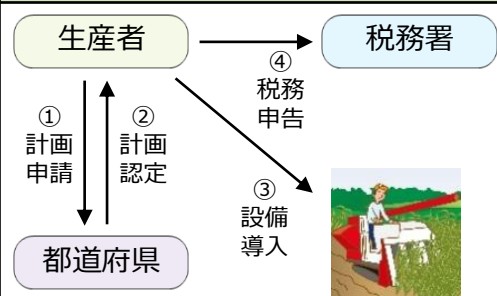 生産者
税務署
④
税務
申告
①
計画
申請
②
計画
認定
③
設備
導入
都道府県